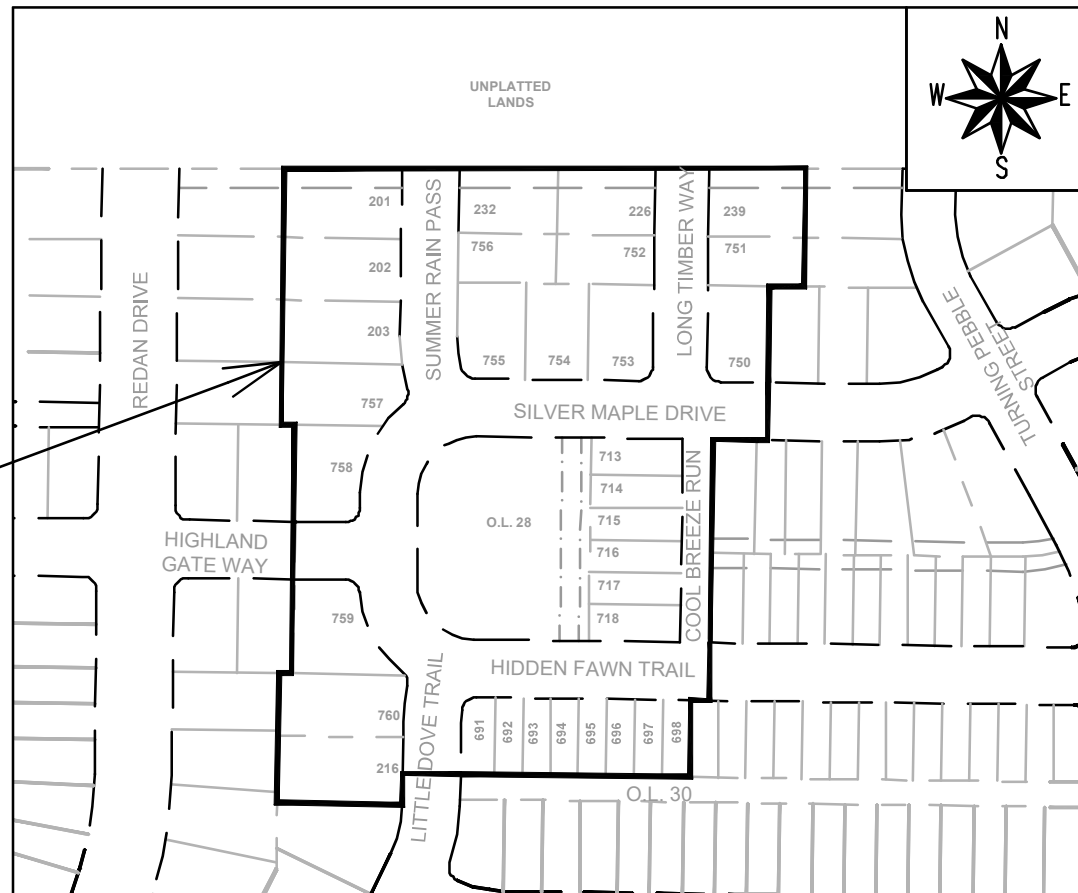 N
W E
S
UNPLATTED
LANDS
201
232
226
239
756
752
751
202
203
755
754
753
750
757
758
759
760
216
713
714
715
716
717
718
O.L. 28
691
692
693
694
695
696
697
698
O.L. 30
REDAN DRIVE
SUMMER RAIN PASS
LONG TIMBER WAY
TURNING PEBBLE
STREET
SILVER MAPLE DRIVE
COOL BREEZE RUN
HIGHLAND
GATE WAY
HIDDEN FAWN TRAIL
LITTLE DOVE TRAIL